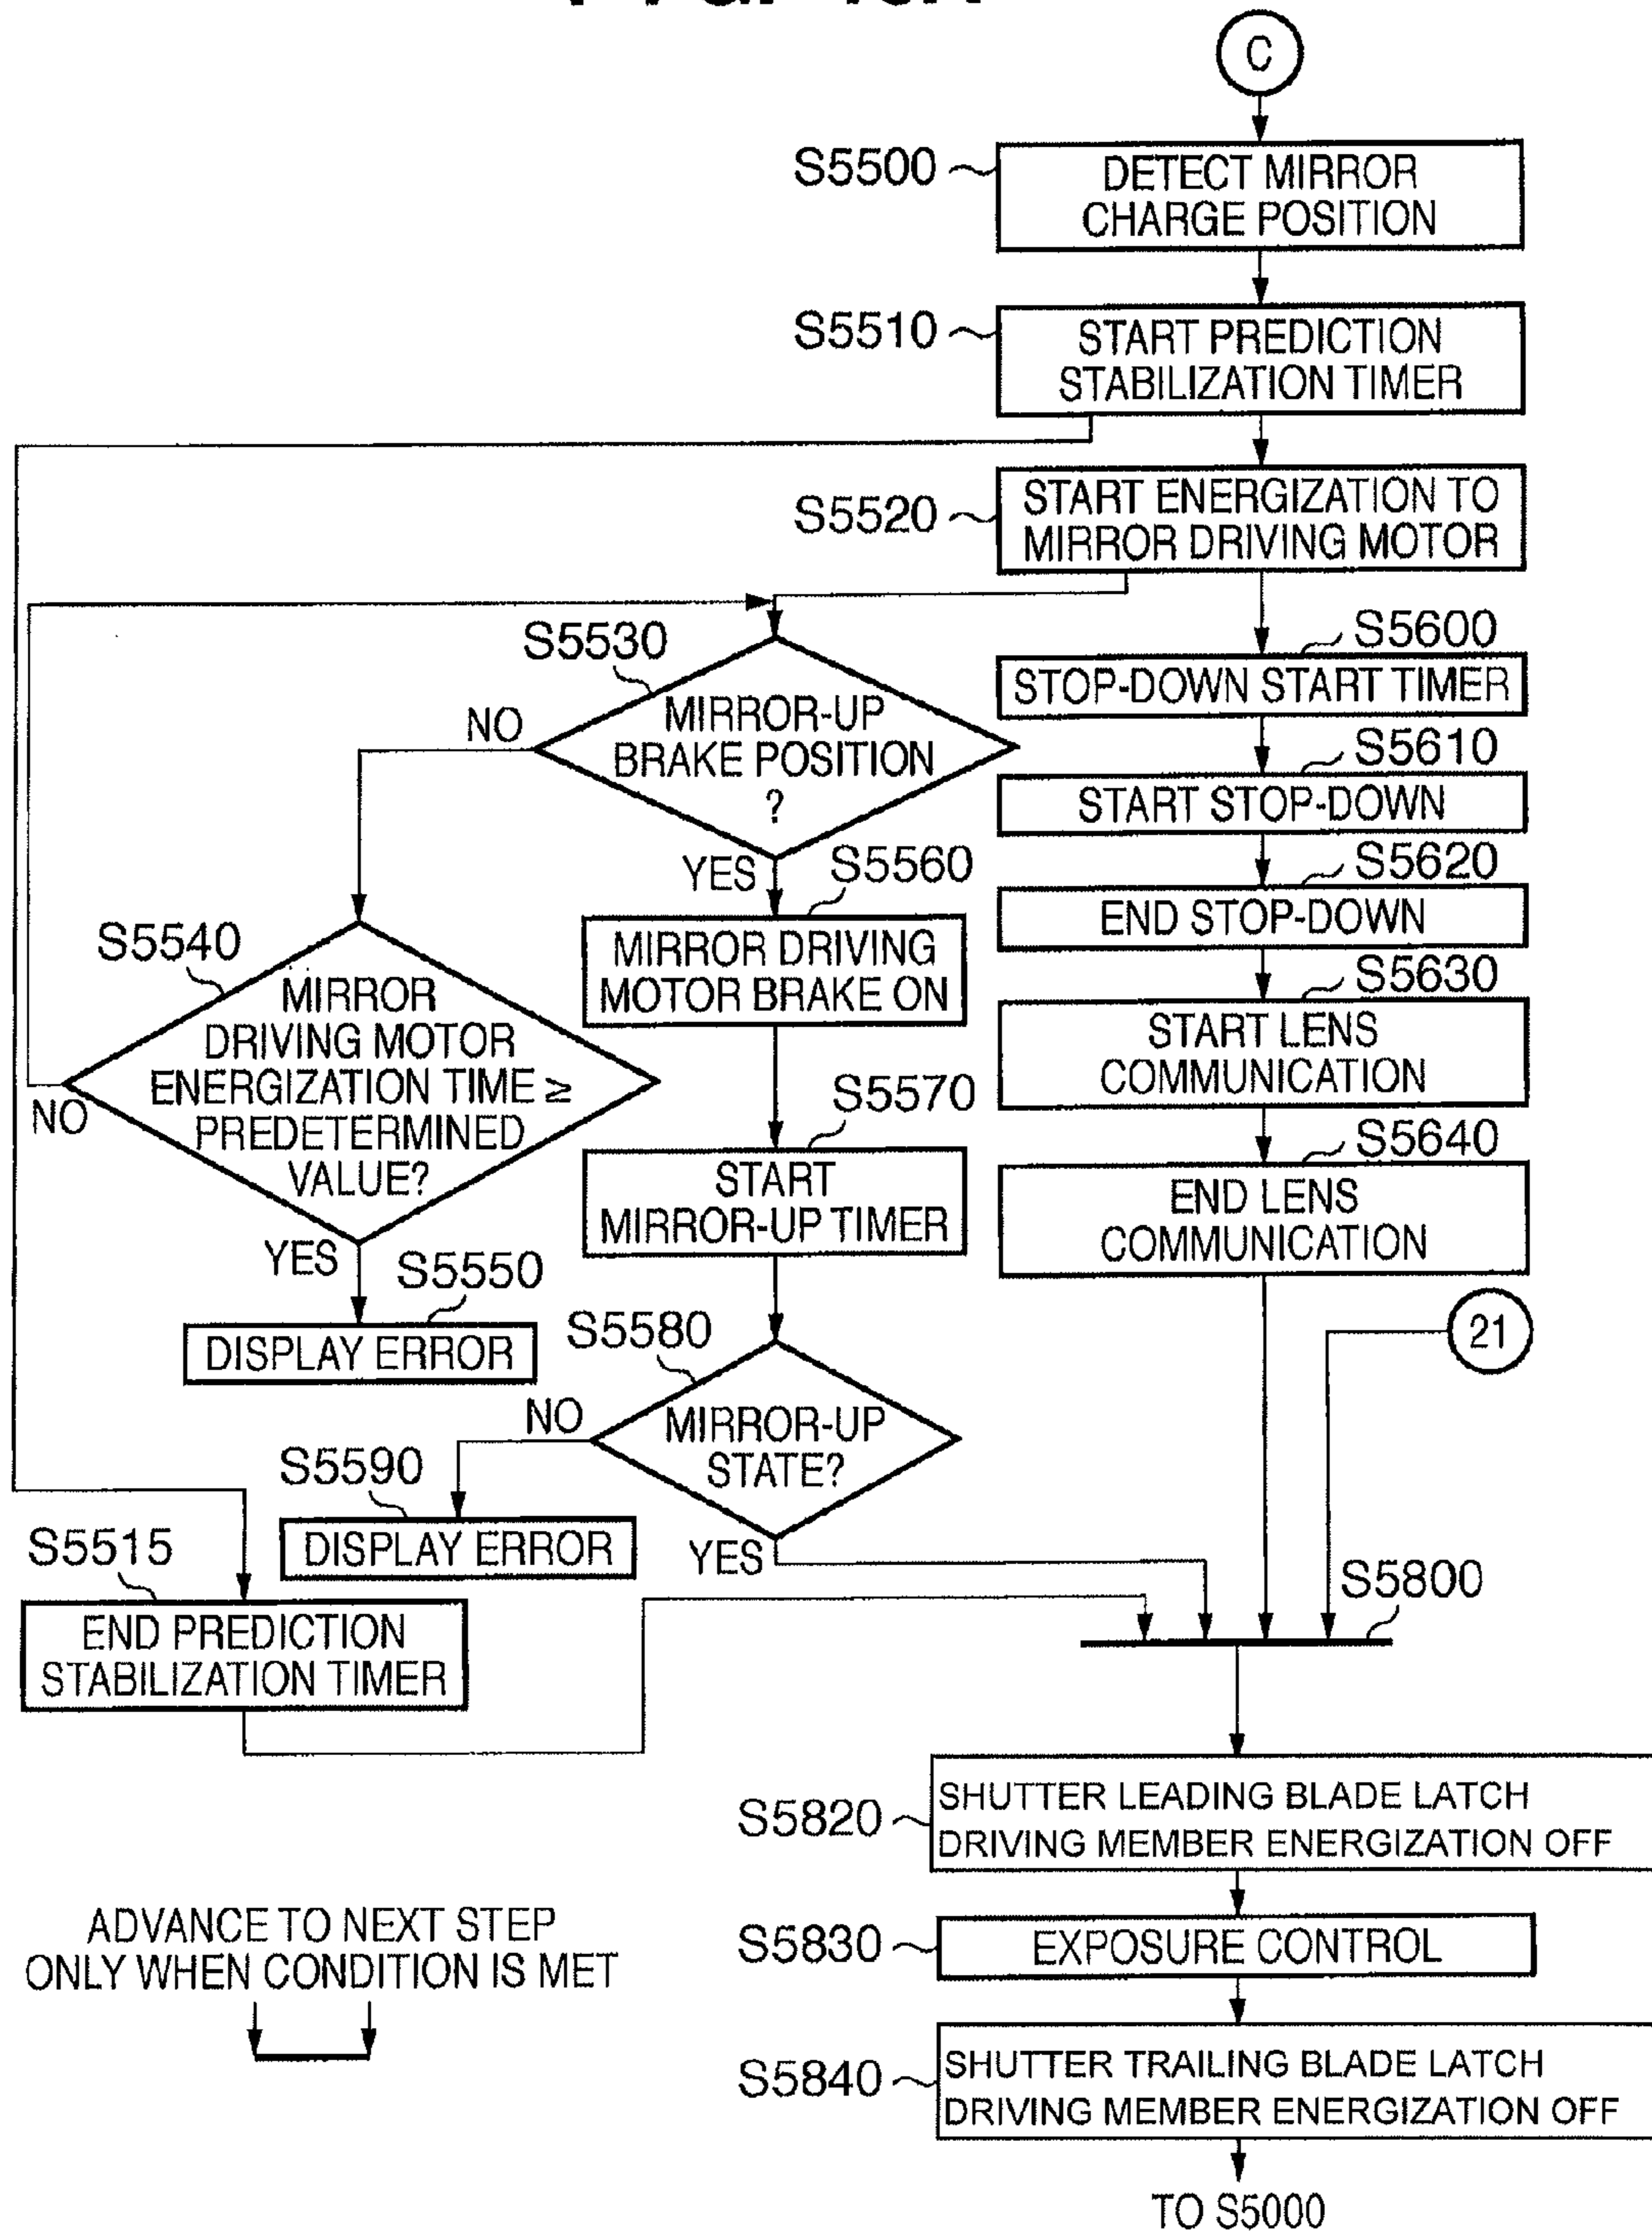 C
S5500
DETECT MIRROR
CHARGE POSITION
S5510
START PREDICTION
STABILIZATION TIMER
S5520
START ENERGIZATION TO
MIRROR DRIVING MOTOR
S5530
MIRROR-UP
BRAKE POSITION
?
NO
YES
S5600
STOP-DOWN START TIMER
S5610
START STOP-DOWN
S5620
END STOP-DOWN
S5630
START LENS
COMMUNICATION
S5640
END LENS
COMMUNICATION
21
S5540
MIRROR
DRIVING MOTOR
ENERGIZATION TIME ≥
PREDETERMINED
VALUE?
NO
YES
S5550
DISPLAY ERROR
S5560
MIRROR DRIVING
MOTOR BRAKE ON
S5570
START
MIRROR-UP TIMER
S5580
MIRROR-UP
STATE?
NO
YES
S5590
DISPLAY ERROR
S5515
END PREDICTION
STABILIZATION TIMER
S5800
S5820
SHUTTER LEADING BLADE LATCH
DRIVING MEMBER ENERGIZATION OFF
S5830
EXPOSURE CONTROL
S5840
SHUTTER TRAILING BLADE LATCH
DRIVING MEMBER ENERGIZATION OFF
TO S5000
ADVANCE TO NEXT STEP
ONLY WHEN CONDITION IS MET